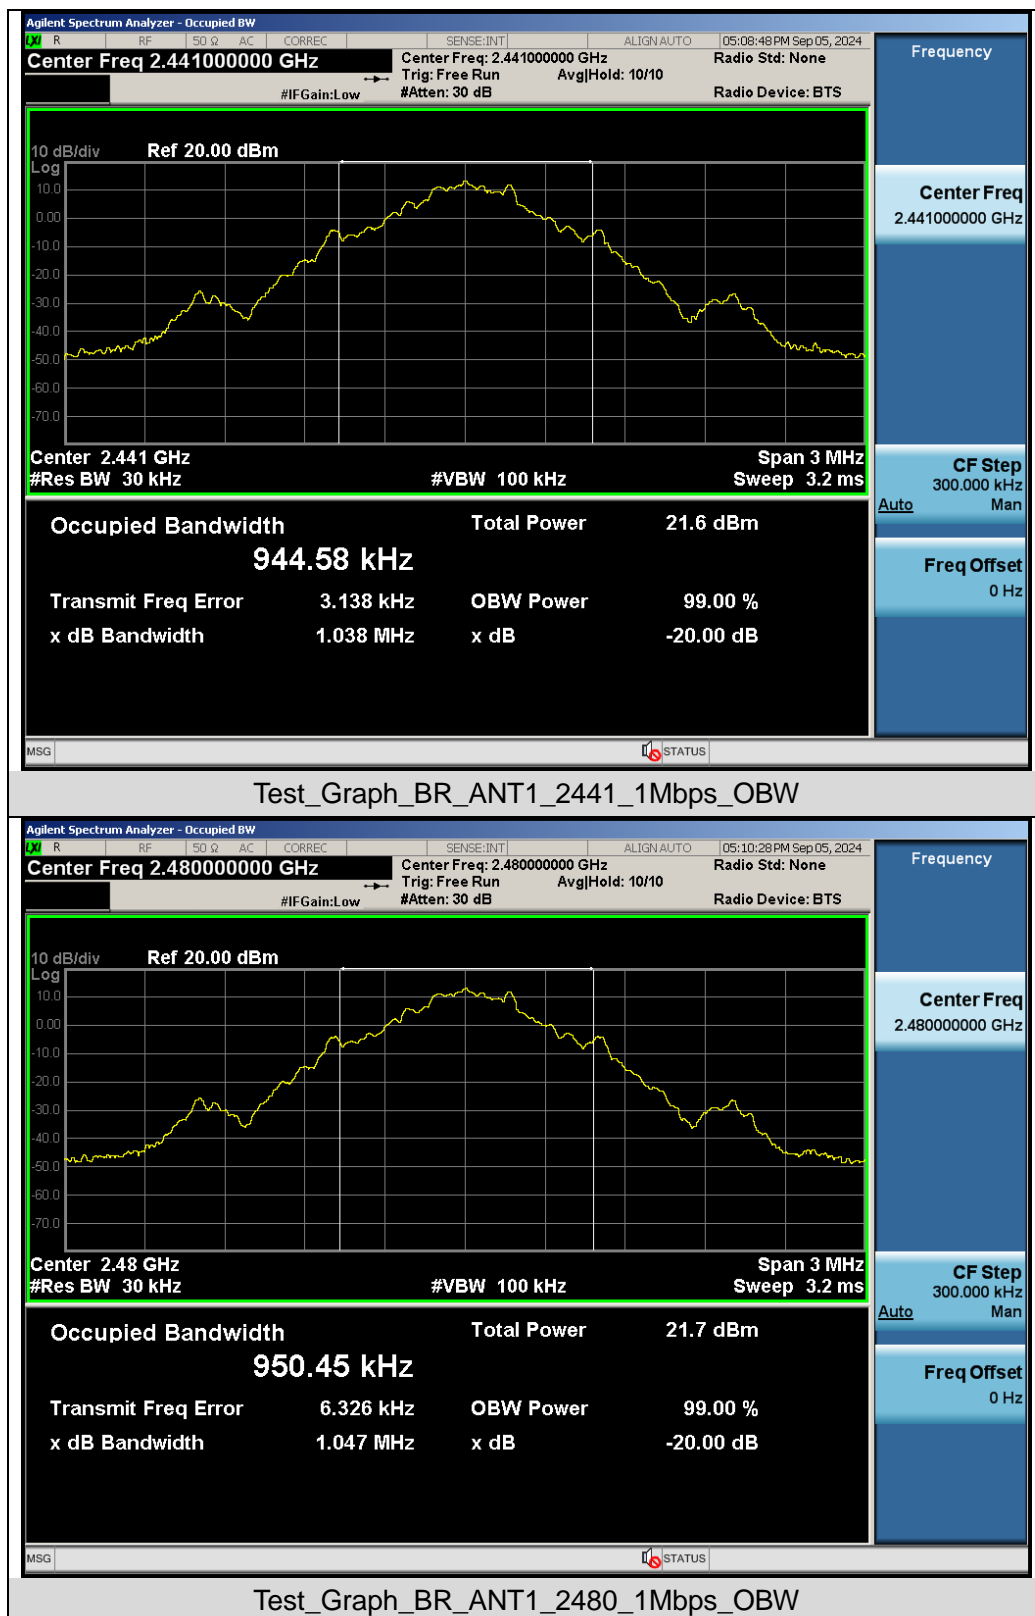 Agilent Spectrum Analyzer - Occupied BW
LXI R RF 50 Ω AC CORREC SENSE:INT ALIGN AUTO 05:08:48 PM Sep 05, 2024
Center Freq 2.441000000 GHz
Center Freq: 2.441000000 GHz
Radio Std: None
Trig: Free Run Avg|Hold: 10/10
#IFGain:Low
#Atten: 30 dB
Radio Device: BTS
10 dB/div Ref 20.00 dBm
Log
10.0
0.00
-10.0
-20.0
-30.0
-40.0
-50.0
-60.0
-70.0
Center 2.441 GHz Span 3 MHz
#Res BW 30 kHz #VBW 100 kHz Sweep 3.2 ms
Occupied Bandwidth Total Power 21.6 dBm
944.58 kHz
Transmit Freq Error 3.138 kHz OBW Power 99.00 %
x dB Bandwidth 1.038 MHz x dB -20.00 dB
MSG STATUS
Frequency
Center Freq
2.441000000 GHz
CF Step
300.000 kHz
Auto Man
Freq Offset
0 Hz
Test_Graph_BR_ANT1_2441_1Mbps_OBW
Agilent Spectrum Analyzer - Occupied BW
LXI R RF 50 Ω AC CORREC SENSE:INT ALIGN AUTO 05:10:28 PM Sep 05, 2024
Center Freq 2.480000000 GHz
Center Freq: 2.480000000 GHz
Radio Std: None
Trig: Free Run Avg|Hold: 10/10
#IFGain:Low
#Atten: 30 dB
Radio Device: BTS
10 dB/div Ref 20.00 dBm
Log
10.0
0.00
-10.0
-20.0
-30.0
-40.0
-50.0
-60.0
-70.0
Center 2.48 GHz Span 3 MHz
#Res BW 30 kHz #VBW 100 kHz Sweep 3.2 ms
Occupied Bandwidth Total Power 21.7 dBm
950.45 kHz
Transmit Freq Error 6.326 kHz OBW Power 99.00 %
x dB Bandwidth 1.047 MHz x dB -20.00 dB
MSG STATUS
Frequency
Center Freq
2.480000000 GHz
CF Step
300.000 kHz
Auto Man
Freq Offset
0 Hz
Test_Graph_BR_ANT1_2480_1Mbps_OBW